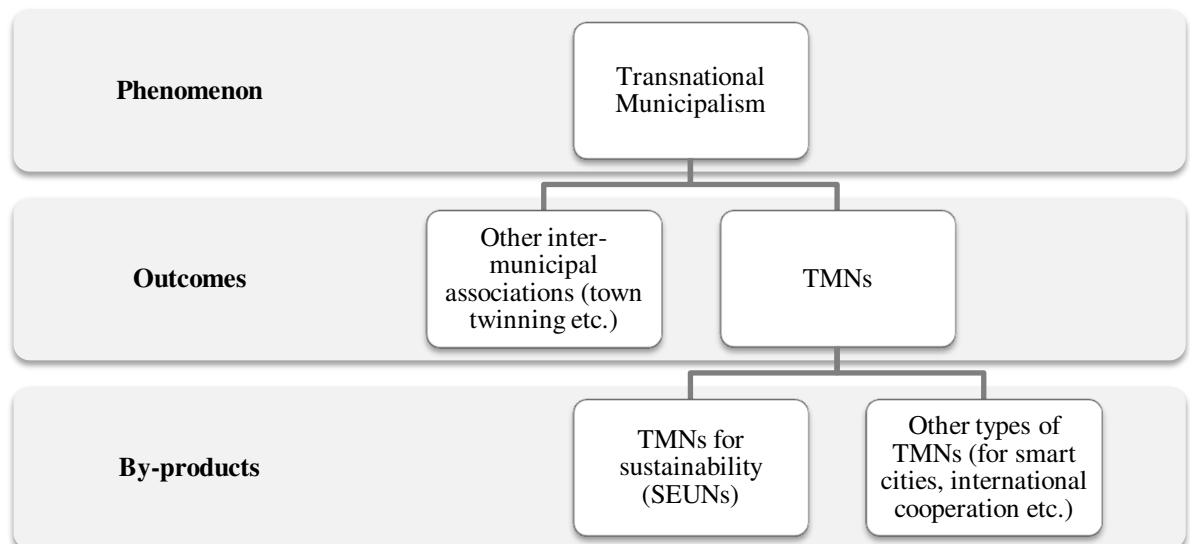 Phenomenon
Transnational
Municipalism
Outcomes
Other inter-
municipal
associations (town
twinning etc.)
TMNs
By-products
TMNs for
sustainability
(SEUNs)
Other types of
TMNs (for smart
cities, international
cooperation etc.)